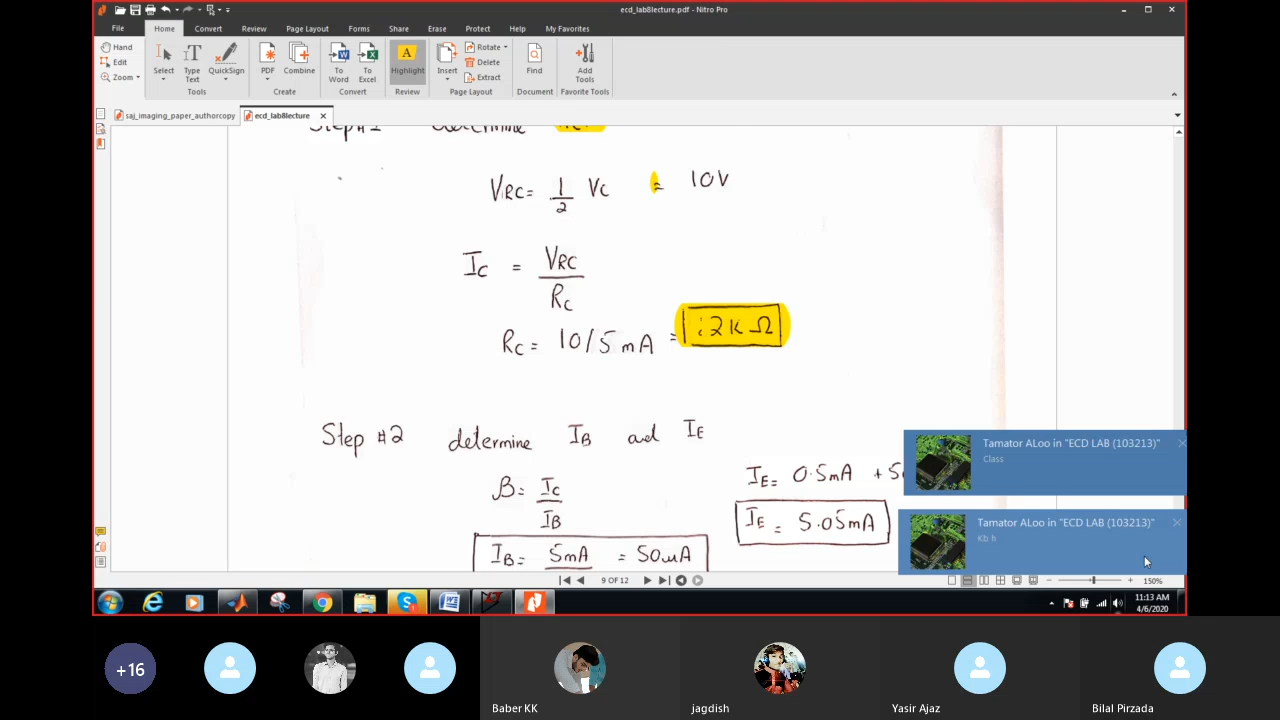 ecd_lab8lecture.pdf - Nitro Pro
File Home Convert Review Page Layout Forms Share Erase Protect Help My Favorites
Hand
Edit
Zoom
Select
Type Text
QuickSign
PDF
Combine
To Word
To Excel
Highlight
Insert
Rotate
Delete
Extract
Find
Add Tools
Tools Create Convert Review Page Layout Document Favorite Tools
saj_imaging_paper_authorcopy ecd_lab8lecture
Step #1 determine
VRC = 1/2 VC = 10V
IC = VRC / RC
RC = 10/5mA = :2KΩ
Step #2 determine IB and IE
β = IC / IB
IE = 0.5mA + 5
IE = 5.05mA
IB = 5mA = 50uA
Tamator ALoo in "ECD LAB (103213)"
Class
Tamator ALoo in "ECD LAB (103213)"
Kb h
9 OF 12
150%
11:13 AM
4/6/2020
+16
Baber KK
jagdish
Yasir Ajaz
Bilal Pirzada